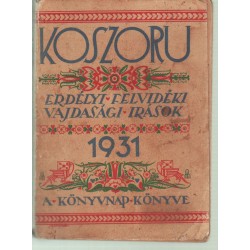 KOSZORU
ERDÉLYI · FELVIDÉKI
VAJDASÁGI · IRÁSOK
1931
A · KÖNYVNAP · KÖNYVE